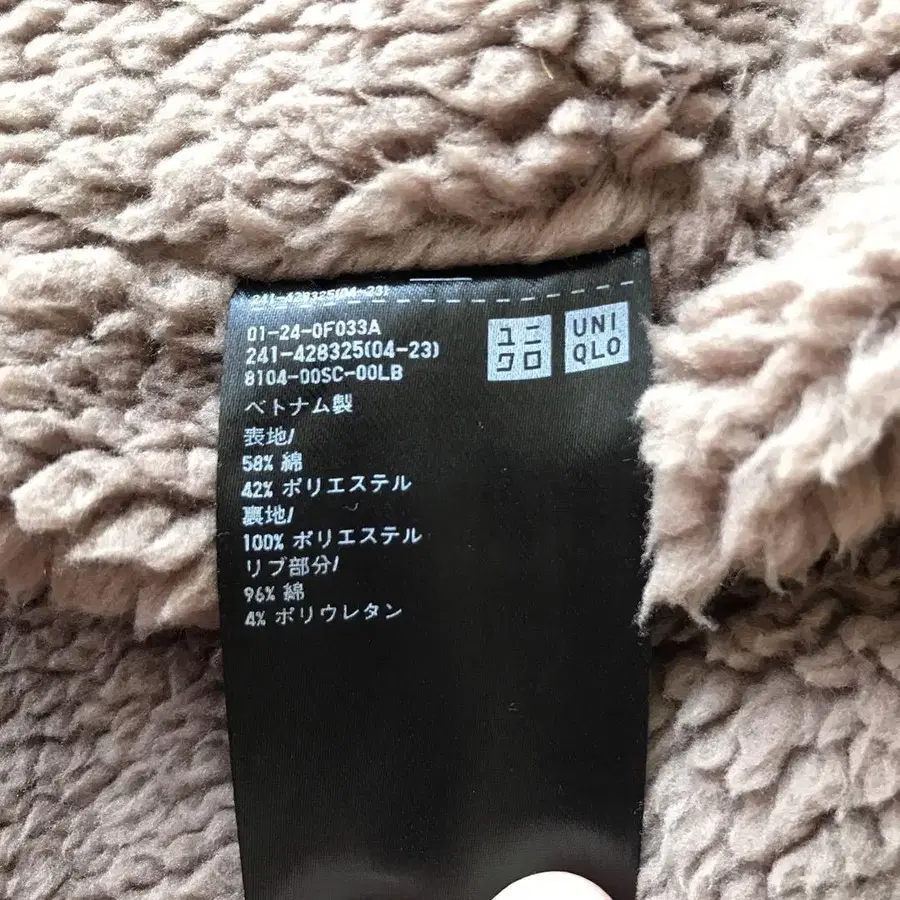 241-428325(04-23)
01-24-0F033A
241-428325(04-23)
8104-00SC-00LB
ユニ
クロ
UNI
QLO
ベトナム製
表地/
58% 綿
42% ポリエステル
裏地/
100% ポリエステル
リブ部分/
96% 綿
4% ポリウレタン